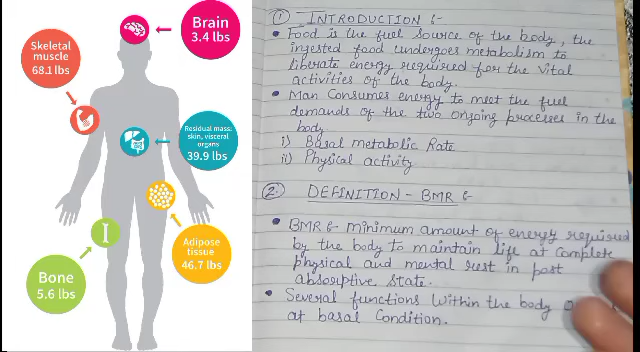 Brain
3.4 lbs
Skeletal
muscle
68.1 lbs
Residual mass:
skin, visceral
organs
39.9 lbs
Adipose
tissue
46.7 lbs
Bone
5.6 lbs
1 INTRODUCTION :-
• Food is the fuel source of the body, the
ingested food undergoes metabolism to
liberate energy required for the vital
activities of the body.
• Man Consumes energy to meet the fuel
demands of the two ongoing processes in the
body
i) Basal metabolic Rate
ii) Physical activity
2. DEFINITION - BMR :-
• BMR :- minimum amount of energy required
by the body to maintain life at complete
physical and mental rest in post
absorptive state.
• Several functions within the body
at basal Condition.